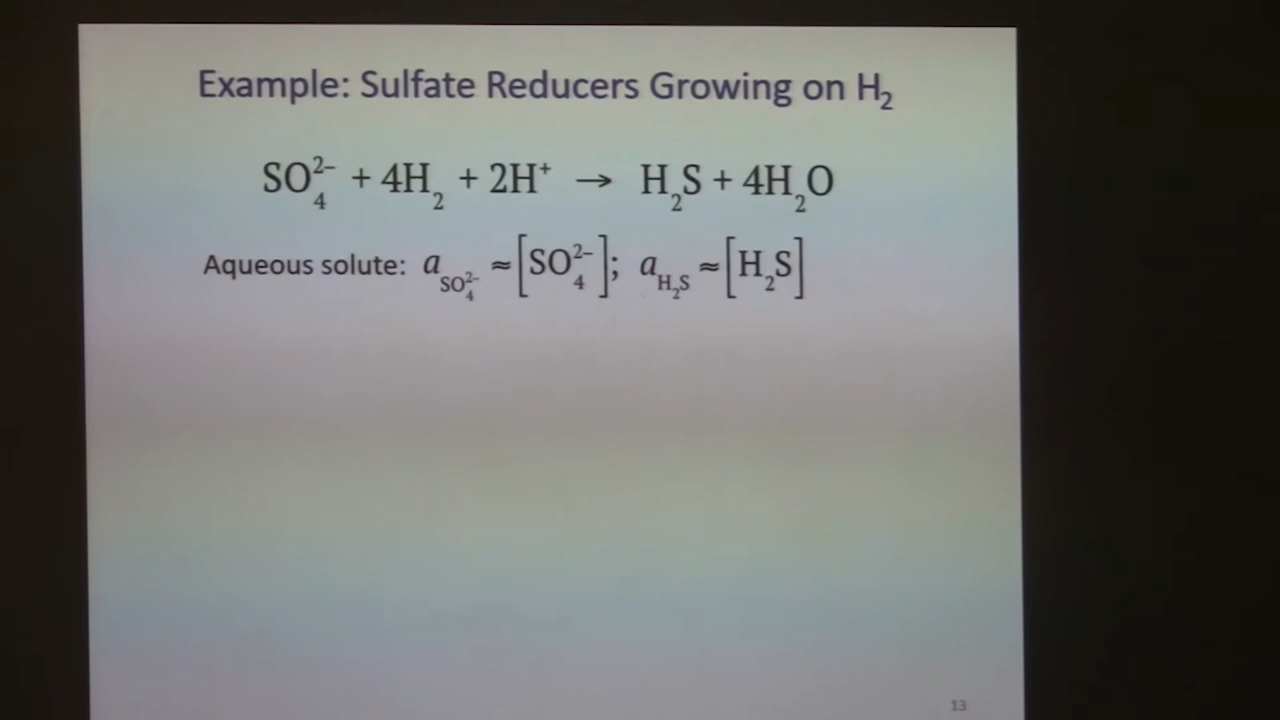 Example: Sulfate Reducers Growing on H₂
SO₄²⁻ + 4H₂ + 2H⁺ → H₂S + 4H₂O
Aqueous solute: a_SO₄²⁻ ≈ [SO₄²⁻]; a_H₂S ≈ [H₂S]
13